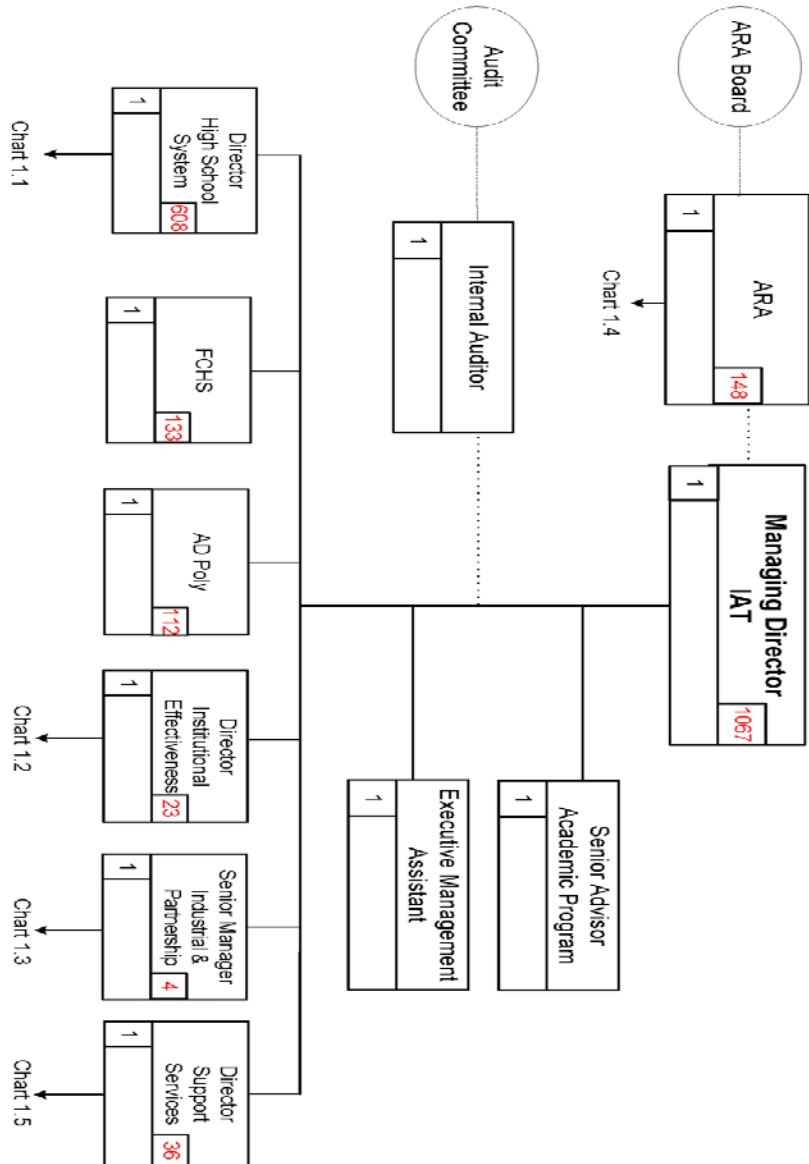 ARA Board
ARA
148
1
Chart 1.4
Managing Director
IAT
1067
1
Audit
Committee
Internal Auditor
1
Senior Advisor
Academic Program
1
Executive Management
Assistant
1
Director
High School
System
608
1
Chart 1.1
FCHS
133
1
AD Poly
112
1
Director
Institutional
Effectiveness
23
1
Chart 1.2
Senior Manager
Industrial &
Partnership
4
1
Chart 1.3
Director
Support
Services
36
1
Chart 1.5